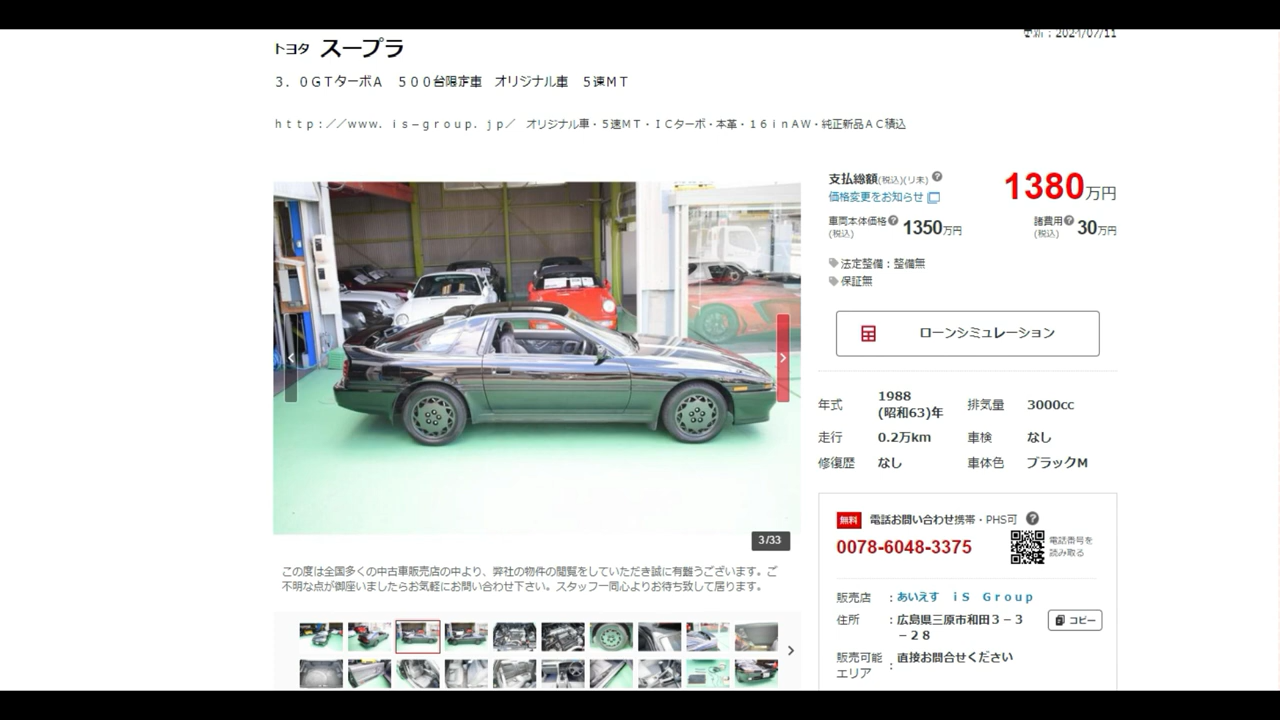 更新：2024/07/11
トヨタ スープラ
３．０ＧＴターボＡ　５００台限定車　オリジナル車　５速ＭＴ
ｈｔｔｐ：／／ｗｗｗ．ｉｓ－ｇｒｏｕｐ．ｊｐ／　オリジナル車・５速ＭＴ・ＩＣターボ・本革・１６ｉｎＡＷ・純正新品ＡＣ積込
支払総額(税込)(リ未) ? 1380万円
価格変更をお知らせ
車両本体価格? (税込) 1350万円 諸費用? (税込) 30万円
法定整備：整備無
保証無
ローンシミュレーション
年式 1988 (昭和63)年 排気量 3000cc
走行 0.2万km 車検 なし
修復歴 なし 車体色 ブラックM
3/33
無料 電話お問い合わせ携帯・PHS可 ?
0078-6048-3375 電話番号を読み取る
この度は全国多くの中古車販売店の中より、弊社の物件の閲覧をしていただき誠に有難うございます。ご
不明な点が御座いましたらお気軽にお問い合わせ下さい。スタッフ一同心よりお待ち致して居ります。
販売店 ：あいえす　ｉＳ　Ｇｒｏｕｐ
住所 ：広島県三原市和田３－３－２８ コピー
販売可能エリア ：直接お問合せください